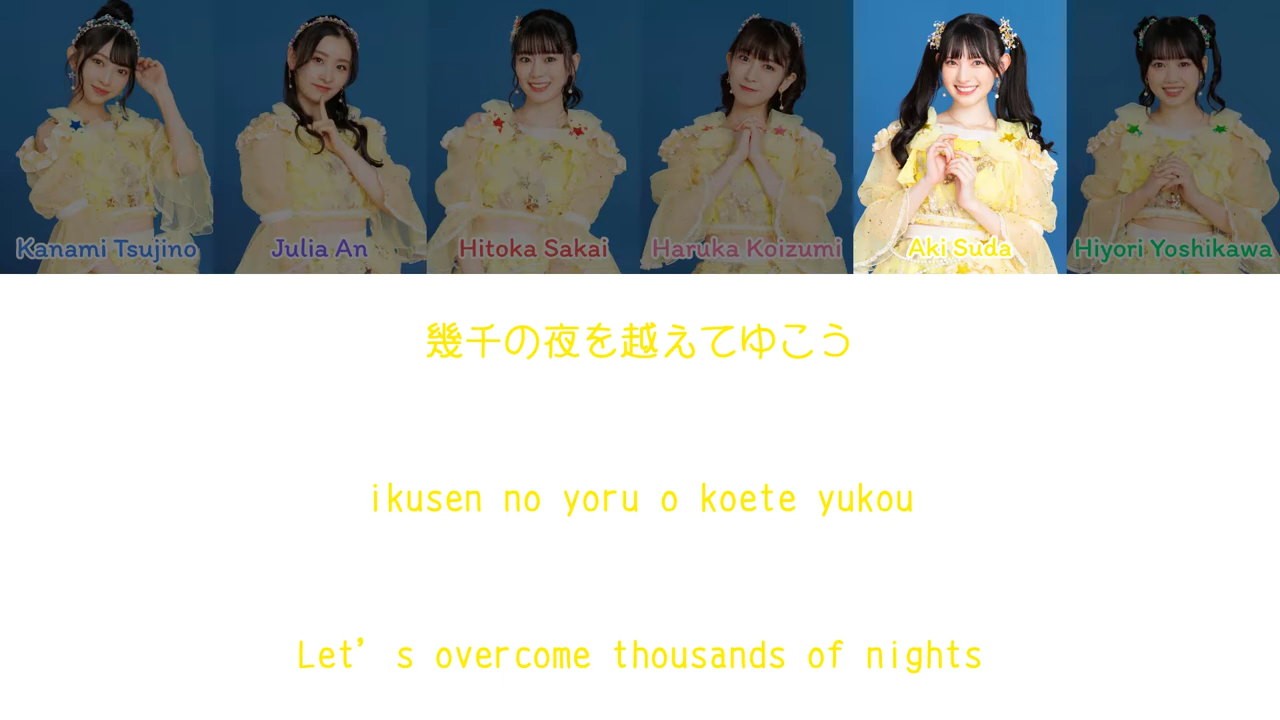 Kanami Tsujino Julia An Hitoka Sakai Haruka Koizumi Aki Suda Hiyori Yoshikawa
幾千の夜を越えてゆこう
ikusen no yoru o koete yukou
Let’s overcome thousands of nights